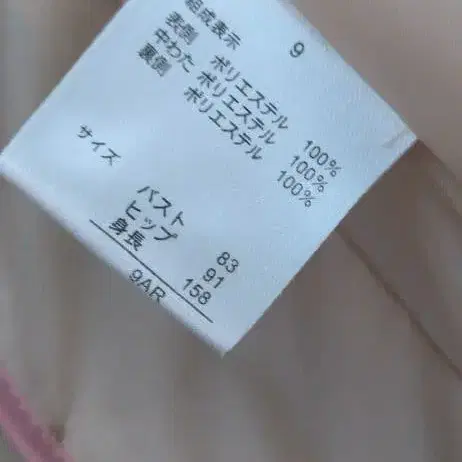 組成表示 9
表側 ポリエステル 100%
中わた ポリエステル 100%
裏側 ポリエステル 100%
サイズ
バスト 83
ヒップ 91
身長 158
9AR